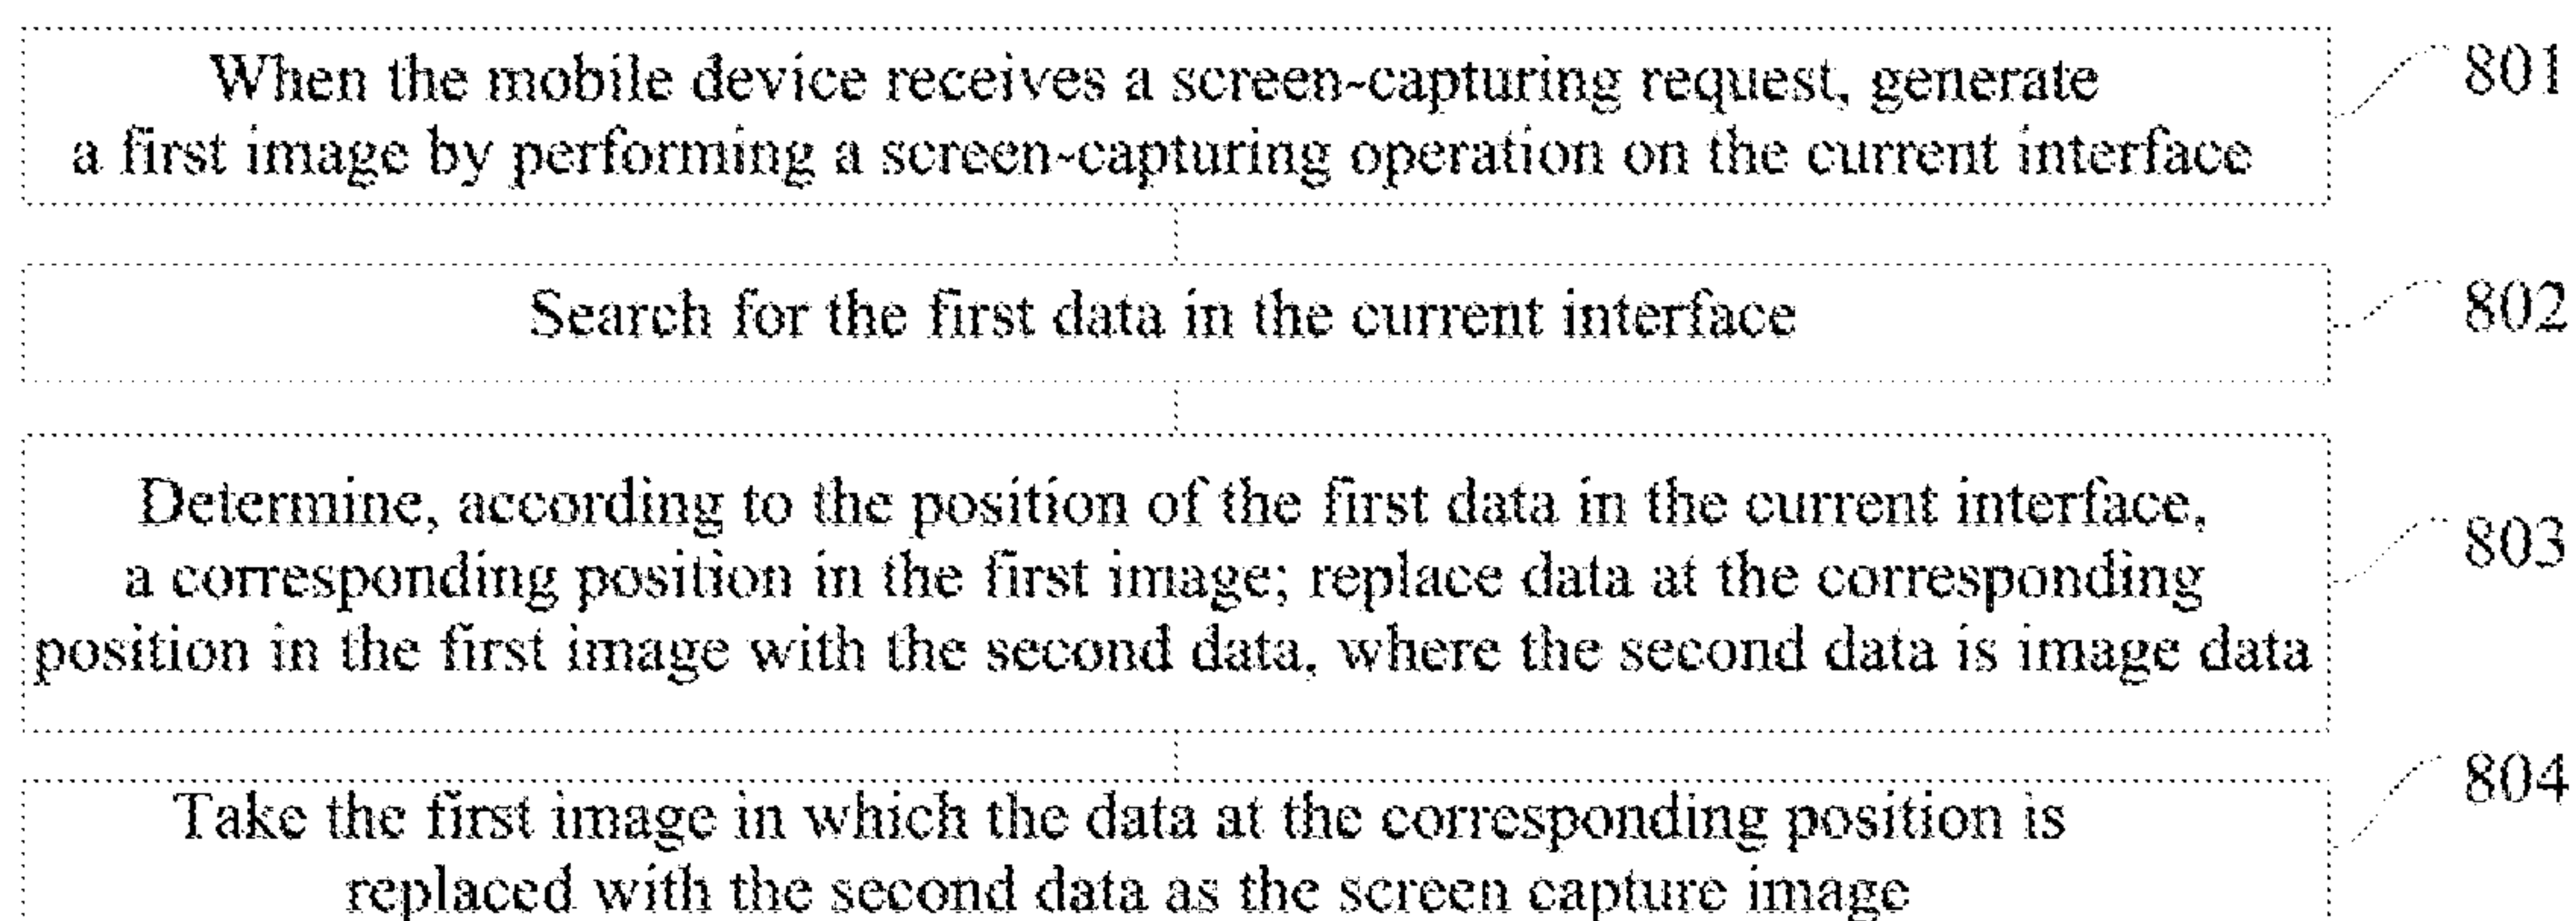 When the mobile device receives a screen-capturing request, generate
a first image by performing a screen-capturing operation on the current interface
801
Search for the first data in the current interface
802
Determine, according to the position of the first data in the current interface,
a corresponding position in the first image; replace data at the corresponding
position in the first image with the second data, where the second data is image data
803
Take the first image in which the data at the corresponding position is
replaced with the second data as the screen capture image
804